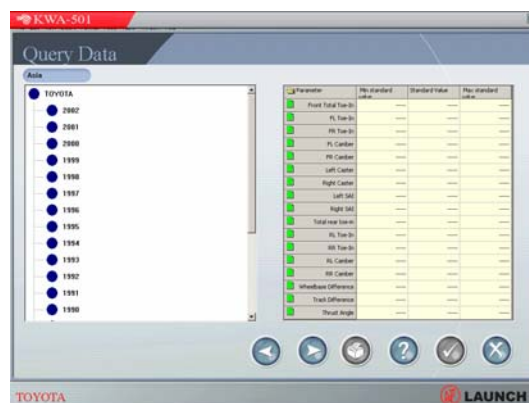 KWA-501
Query Data
Asia
TOYOTA
2002
2001
2000
1999
1998
1997
1996
1995
1994
1993
1992
1991
1990
Parameter Min standard value Standard Value Max standard value
Front Total Toe-In ---- ---- ----
FL Toe-In ---- ---- ----
FR Toe-In ---- ---- ----
FL Camber ---- ---- ----
FR Camber ---- ---- ----
Left Caster ---- ---- ----
Right Caster ---- ---- ----
Left SAI ---- ---- ----
Right SAI ---- ---- ----
Total rear toe-in ---- ---- ----
RL Toe-In ---- ---- ----
RR Toe-In ---- ---- ----
RL Camber ---- ---- ----
RR Camber ---- ---- ----
Wheelbase Difference ---- ---- ----
Track Difference ---- ---- ----
Thrust Angle ---- ---- ----
?
TOYOTA
LAUNCH